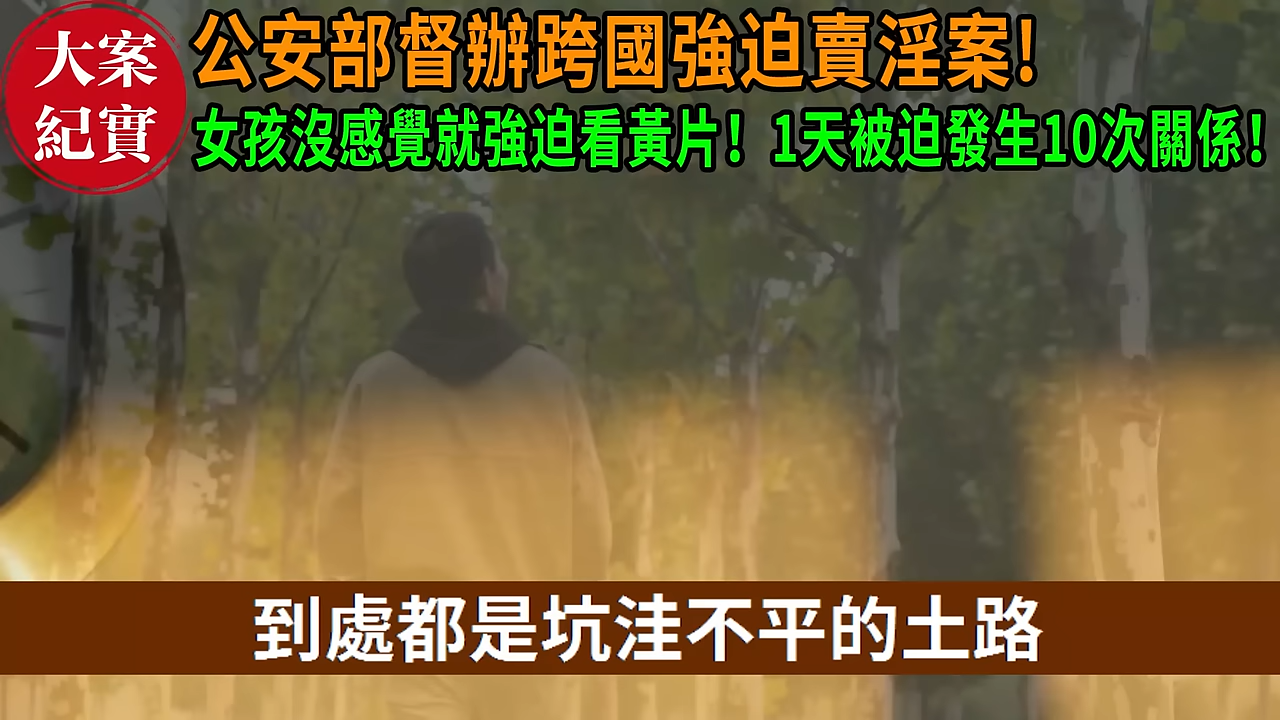 大案
紀實
公安部督辦跨國強迫賣淫案!
女孩沒感覺就強迫看黃片!1天被迫發生10次關係!
到處都是坑洼不平的土路